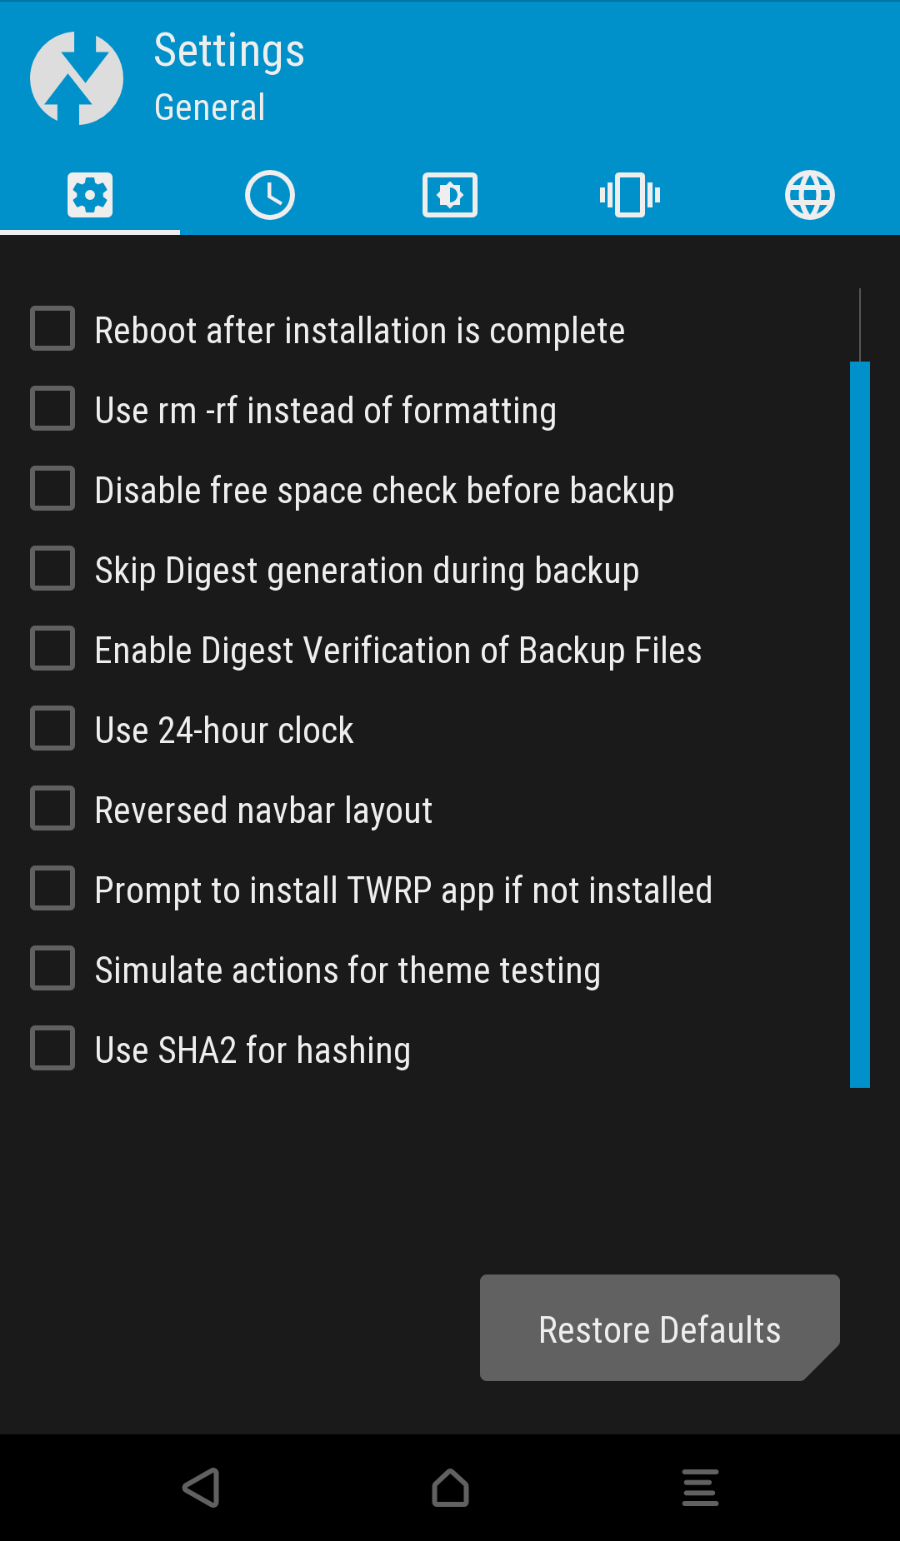 Settings
General
Reboot after installation is complete
Use rm -rf instead of formatting
Disable free space check before backup
Skip Digest generation during backup
Enable Digest Verification of Backup Files
Use 24-hour clock
Reversed navbar layout
Prompt to install TWRP app if not installed
Simulate actions for theme testing
Use SHA2 for hashing
Restore Defaults